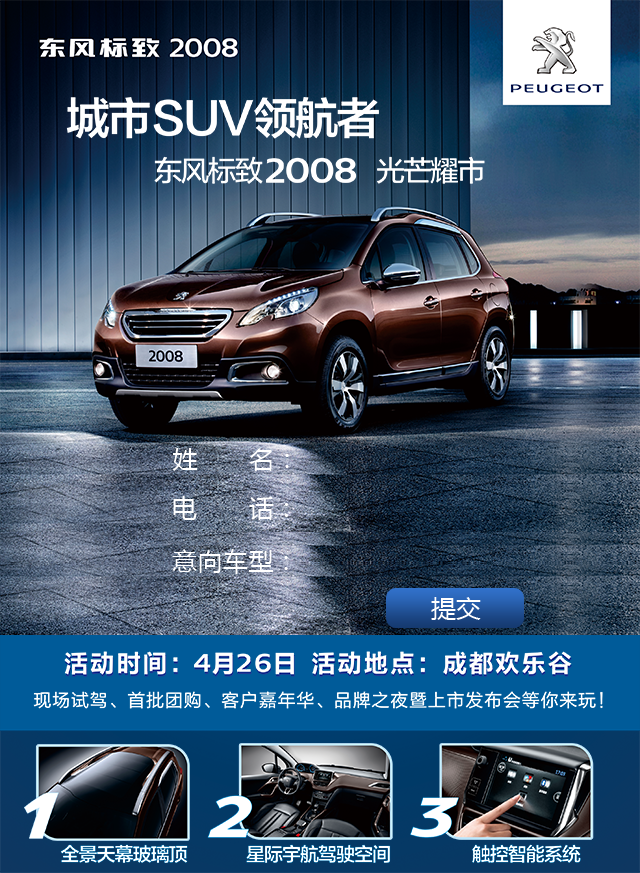 东风标致 2008
PEUGEOT
城市SUV领航者
东风标致2008 光芒耀市
2008
姓 名：
电 话：
意向车型：
提交
活动时间：4月26日 活动地点：成都欢乐谷
现场试驾、首批团购、客户嘉年华、品牌之夜暨上市发布会等你来玩！
1
全景天幕玻璃顶
2
星际宇航驾驶空间
3
触控智能系统